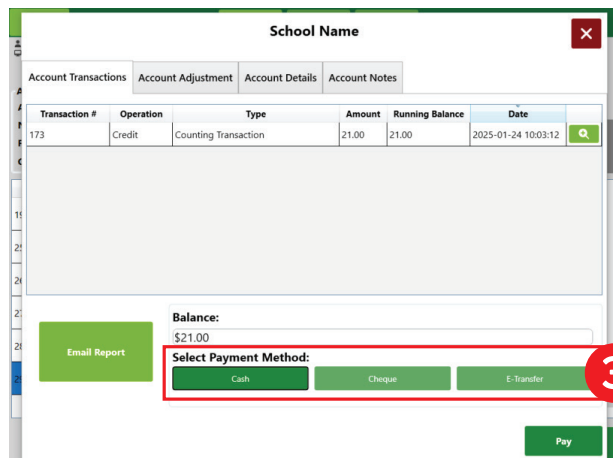 School Name
Account Transactions Account Adjustment Account Details Account Notes
Transaction # Operation Type Amount Running Balance Date
173 Credit Counting Transaction 21.00 21.00 2025-01-24 10:03:12
Balance:
$21.00
Email Report
Select Payment Method:
Cash Cheque E-Transfer
3
Pay